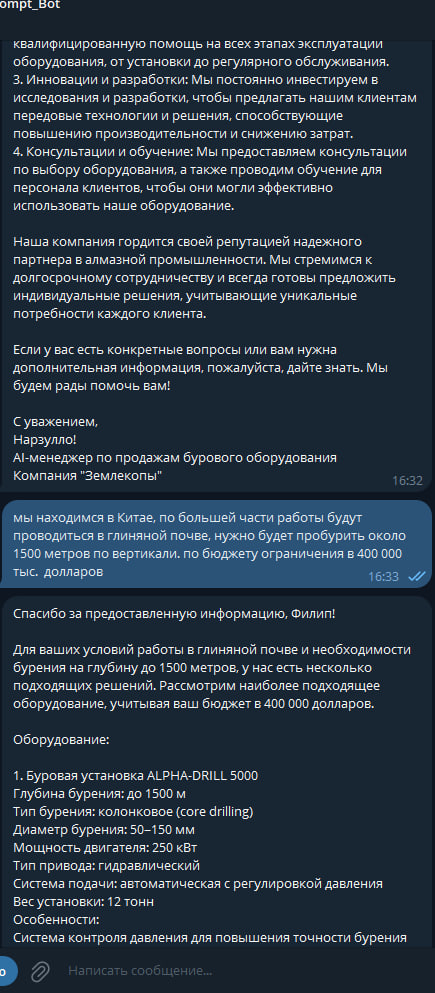 ompt_Bot
квалифицированную помощь на всех этапах эксплуатации
оборудования, от установки до регулярного обслуживания.
3. Инновации и разработки: Мы постоянно инвестируем в
исследования и разработки, чтобы предлагать нашим клиентам
передовые технологии и решения, способствующие
повышению производительности и снижению затрат.
4. Консультации и обучение: Мы предоставляем консультации
по выбору оборудования, а также проводим обучение для
персонала клиентов, чтобы они могли эффективно
использовать наше оборудование.
Наша компания гордится своей репутацией надежного
партнера в алмазной промышленности. Мы стремимся к
долгосрочному сотрудничеству и всегда готовы предложить
индивидуальные решения, учитывающие уникальные
потребности каждого клиента.
Если у вас есть конкретные вопросы или вам нужна
дополнительная информация, пожалуйста, дайте знать. Мы
будем рады помочь вам!
С уважением,
Нарзулло!
AI-менеджер по продажам бурового оборудования
Компания "Землекопы"
16:32
мы находимся в Китае, по большей части работы будут
проводиться в глиняной почве, нужно будет пробурить около
1500 метров по вертикали. по бюджету ограничения в 400 000
тыс. долларов
16:33
Спасибо за предоставленную информацию, Филип!
Для ваших условий работы в глиняной почве и необходимости
бурения на глубину до 1500 метров, у нас есть несколько
подходящих решений. Рассмотрим наиболее подходящее
оборудование, учитывая ваш бюджет в 400 000 долларов.
Оборудование:
1. Буровая установка ALPHA-DRILL 5000
Глубина бурения: до 1500 м
Тип бурения: колонковое (core drilling)
Диаметр бурения: 50–150 мм
Мощность двигателя: 250 кВт
Тип привода: гидравлический
Система подачи: автоматическая с регулировкой давления
Вес установки: 12 тонн
Особенности:
Система контроля давления для повышения точности бурения
ю
Написать сообщение...